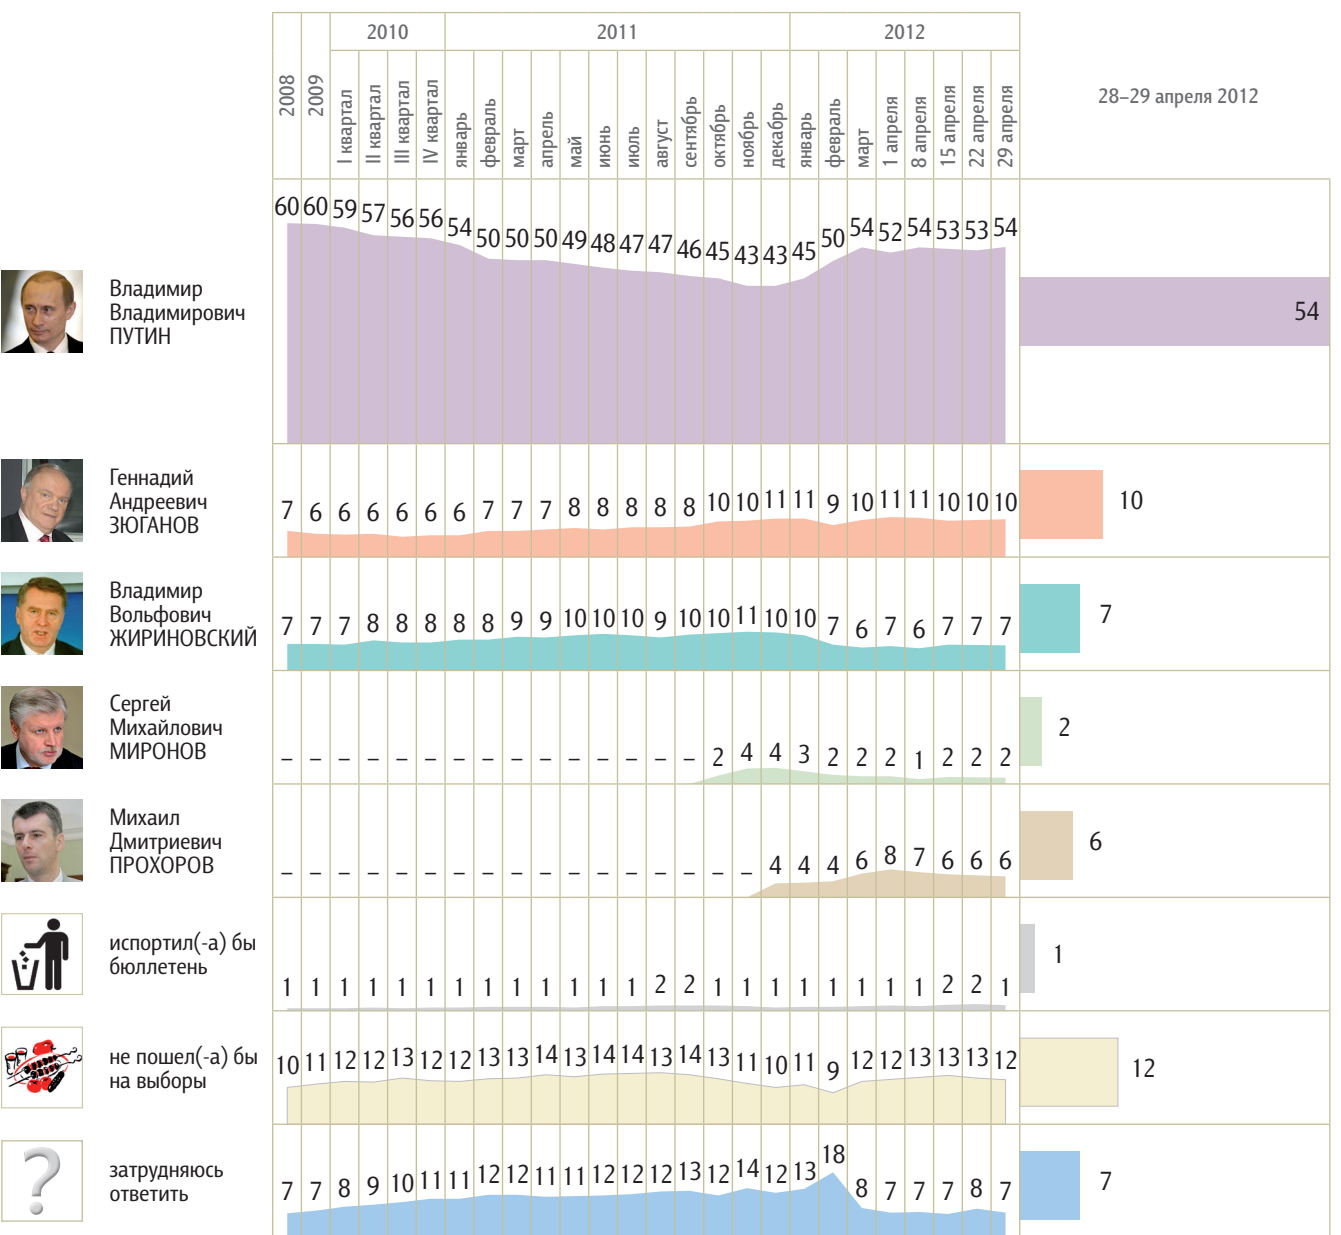 2010 2011 2012
2008 2009 I квартал II квартал III квартал IV квартал январь февраль март апрель май июнь июль август сентябрь октябрь ноябрь декабрь январь февраль март 1 апреля 8 апреля 15 апреля 22 апреля 29 апреля
28–29 апреля 2012
60 60 59 57 56 56 54 50 50 50 49 48 47 47 46 45 43 43 45 50 54 52 54 53 53 54
Владимир
Владимирович
ПУТИН
54
Геннадий
Андреевич
ЗЮГАНОВ
7 6 6 6 6 6 6 7 7 7 8 8 8 8 8 10 10 11 11 9 10 11 11 10 10 10
10
Владимир
Вольфович
ЖИРИНОВСКИЙ
7 7 7 8 8 8 8 8 9 9 10 10 10 9 10 10 11 10 10 7 6 7 6 7 7 7
7
Сергей
Михайлович
МИРОНОВ
– – – – – – – – – – – – – – – 2 4 4 3 2 2 2 1 2 2 2
2
Михаил
Дмитриевич
ПРОХОРОВ
– – – – – – – – – – – – – – – – – 4 4 4 6 8 7 6 6 6
6
испортил(-а) бы
бюллетень
1 1 1 1 1 1 1 1 1 1 1 1 1 2 2 1 1 1 1 1 1 1 1 2 2 1
1
не пошел(-а) бы
на выборы
10 11 12 12 13 12 12 13 13 14 13 14 14 13 14 13 11 10 11 9 12 12 13 13 13 12
12
?
затрудняюсь
ответить
7 7 8 9 10 11 11 12 12 11 11 12 12 12 13 12 14 12 13 18 8 7 7 7 8 7
7